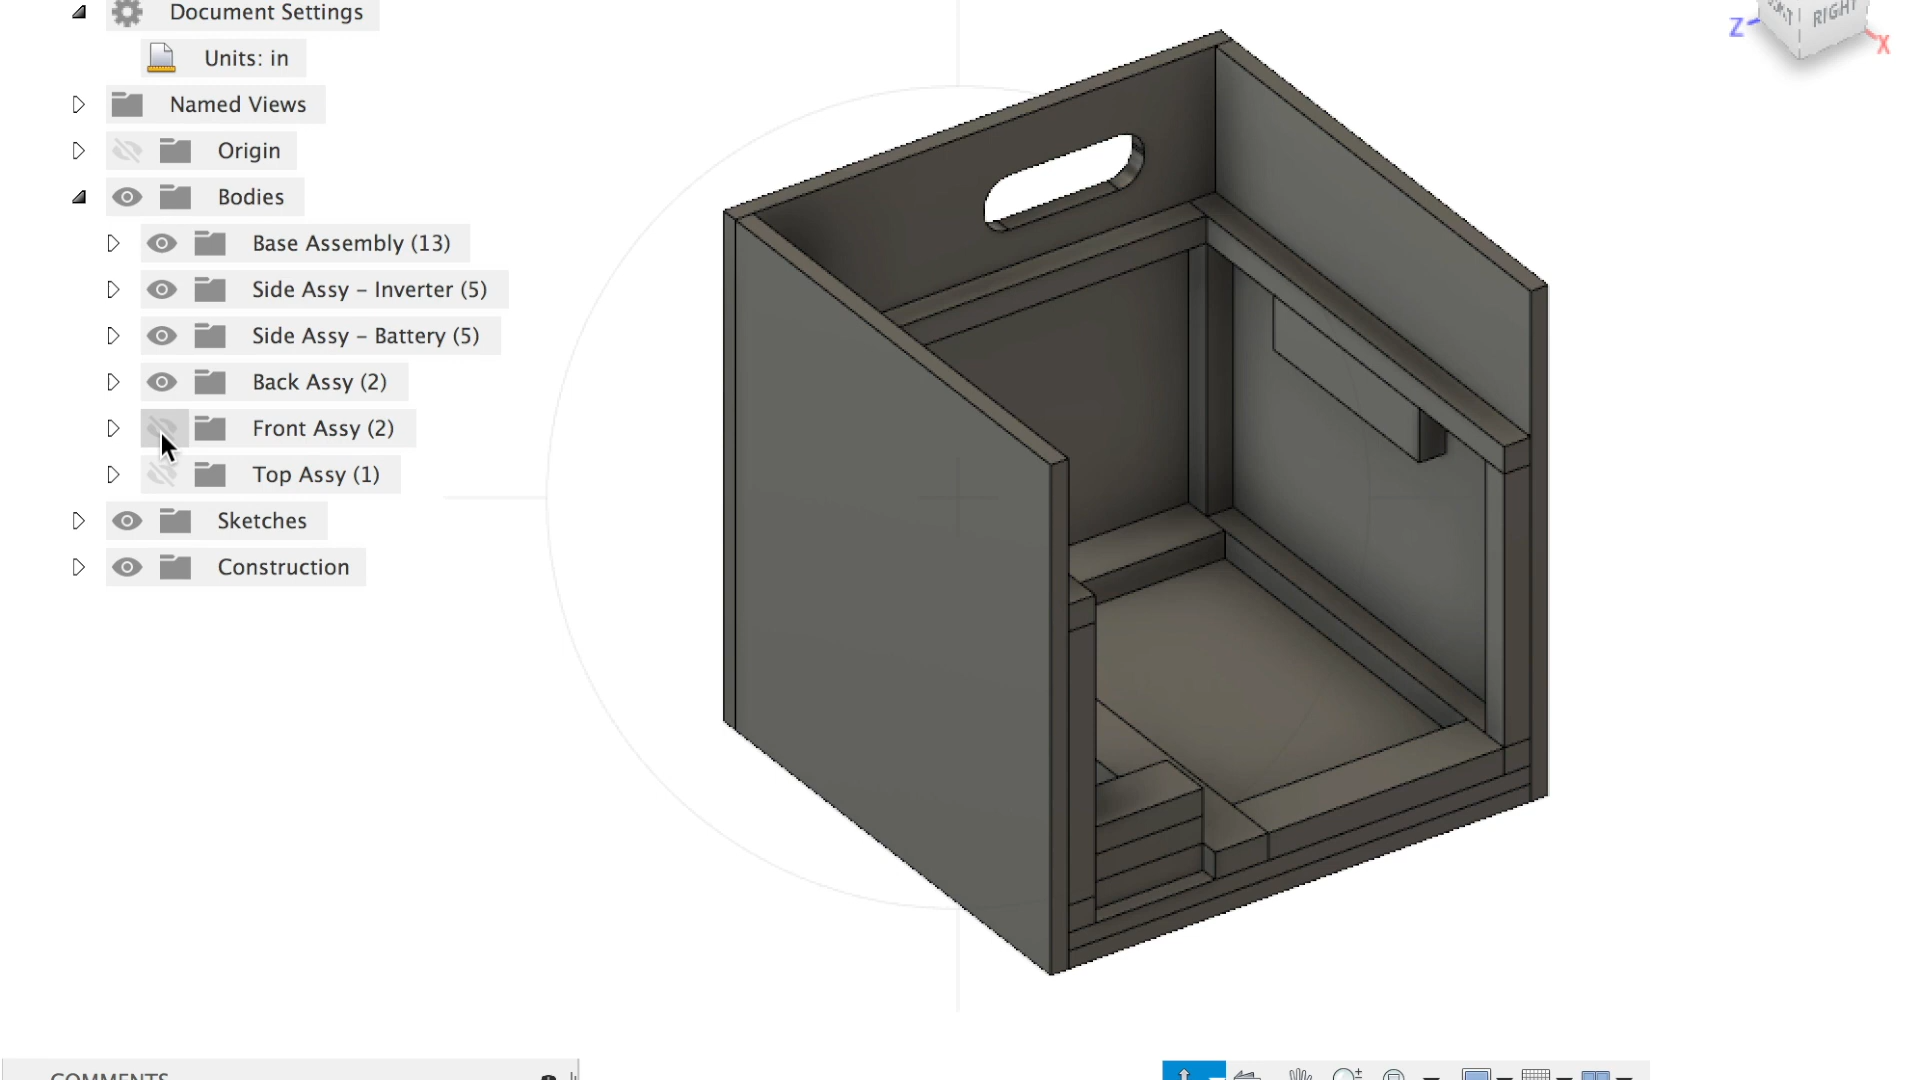 Document Settings
Units: in
Named Views
Origin
Bodies
Base Assembly (13)
Side Assy – Inverter (5)
Side Assy – Battery (5)
Back Assy (2)
Front Assy (2)
Top Assy (1)
Sketches
Construction
Z
RIGHT
X
COMMENTS